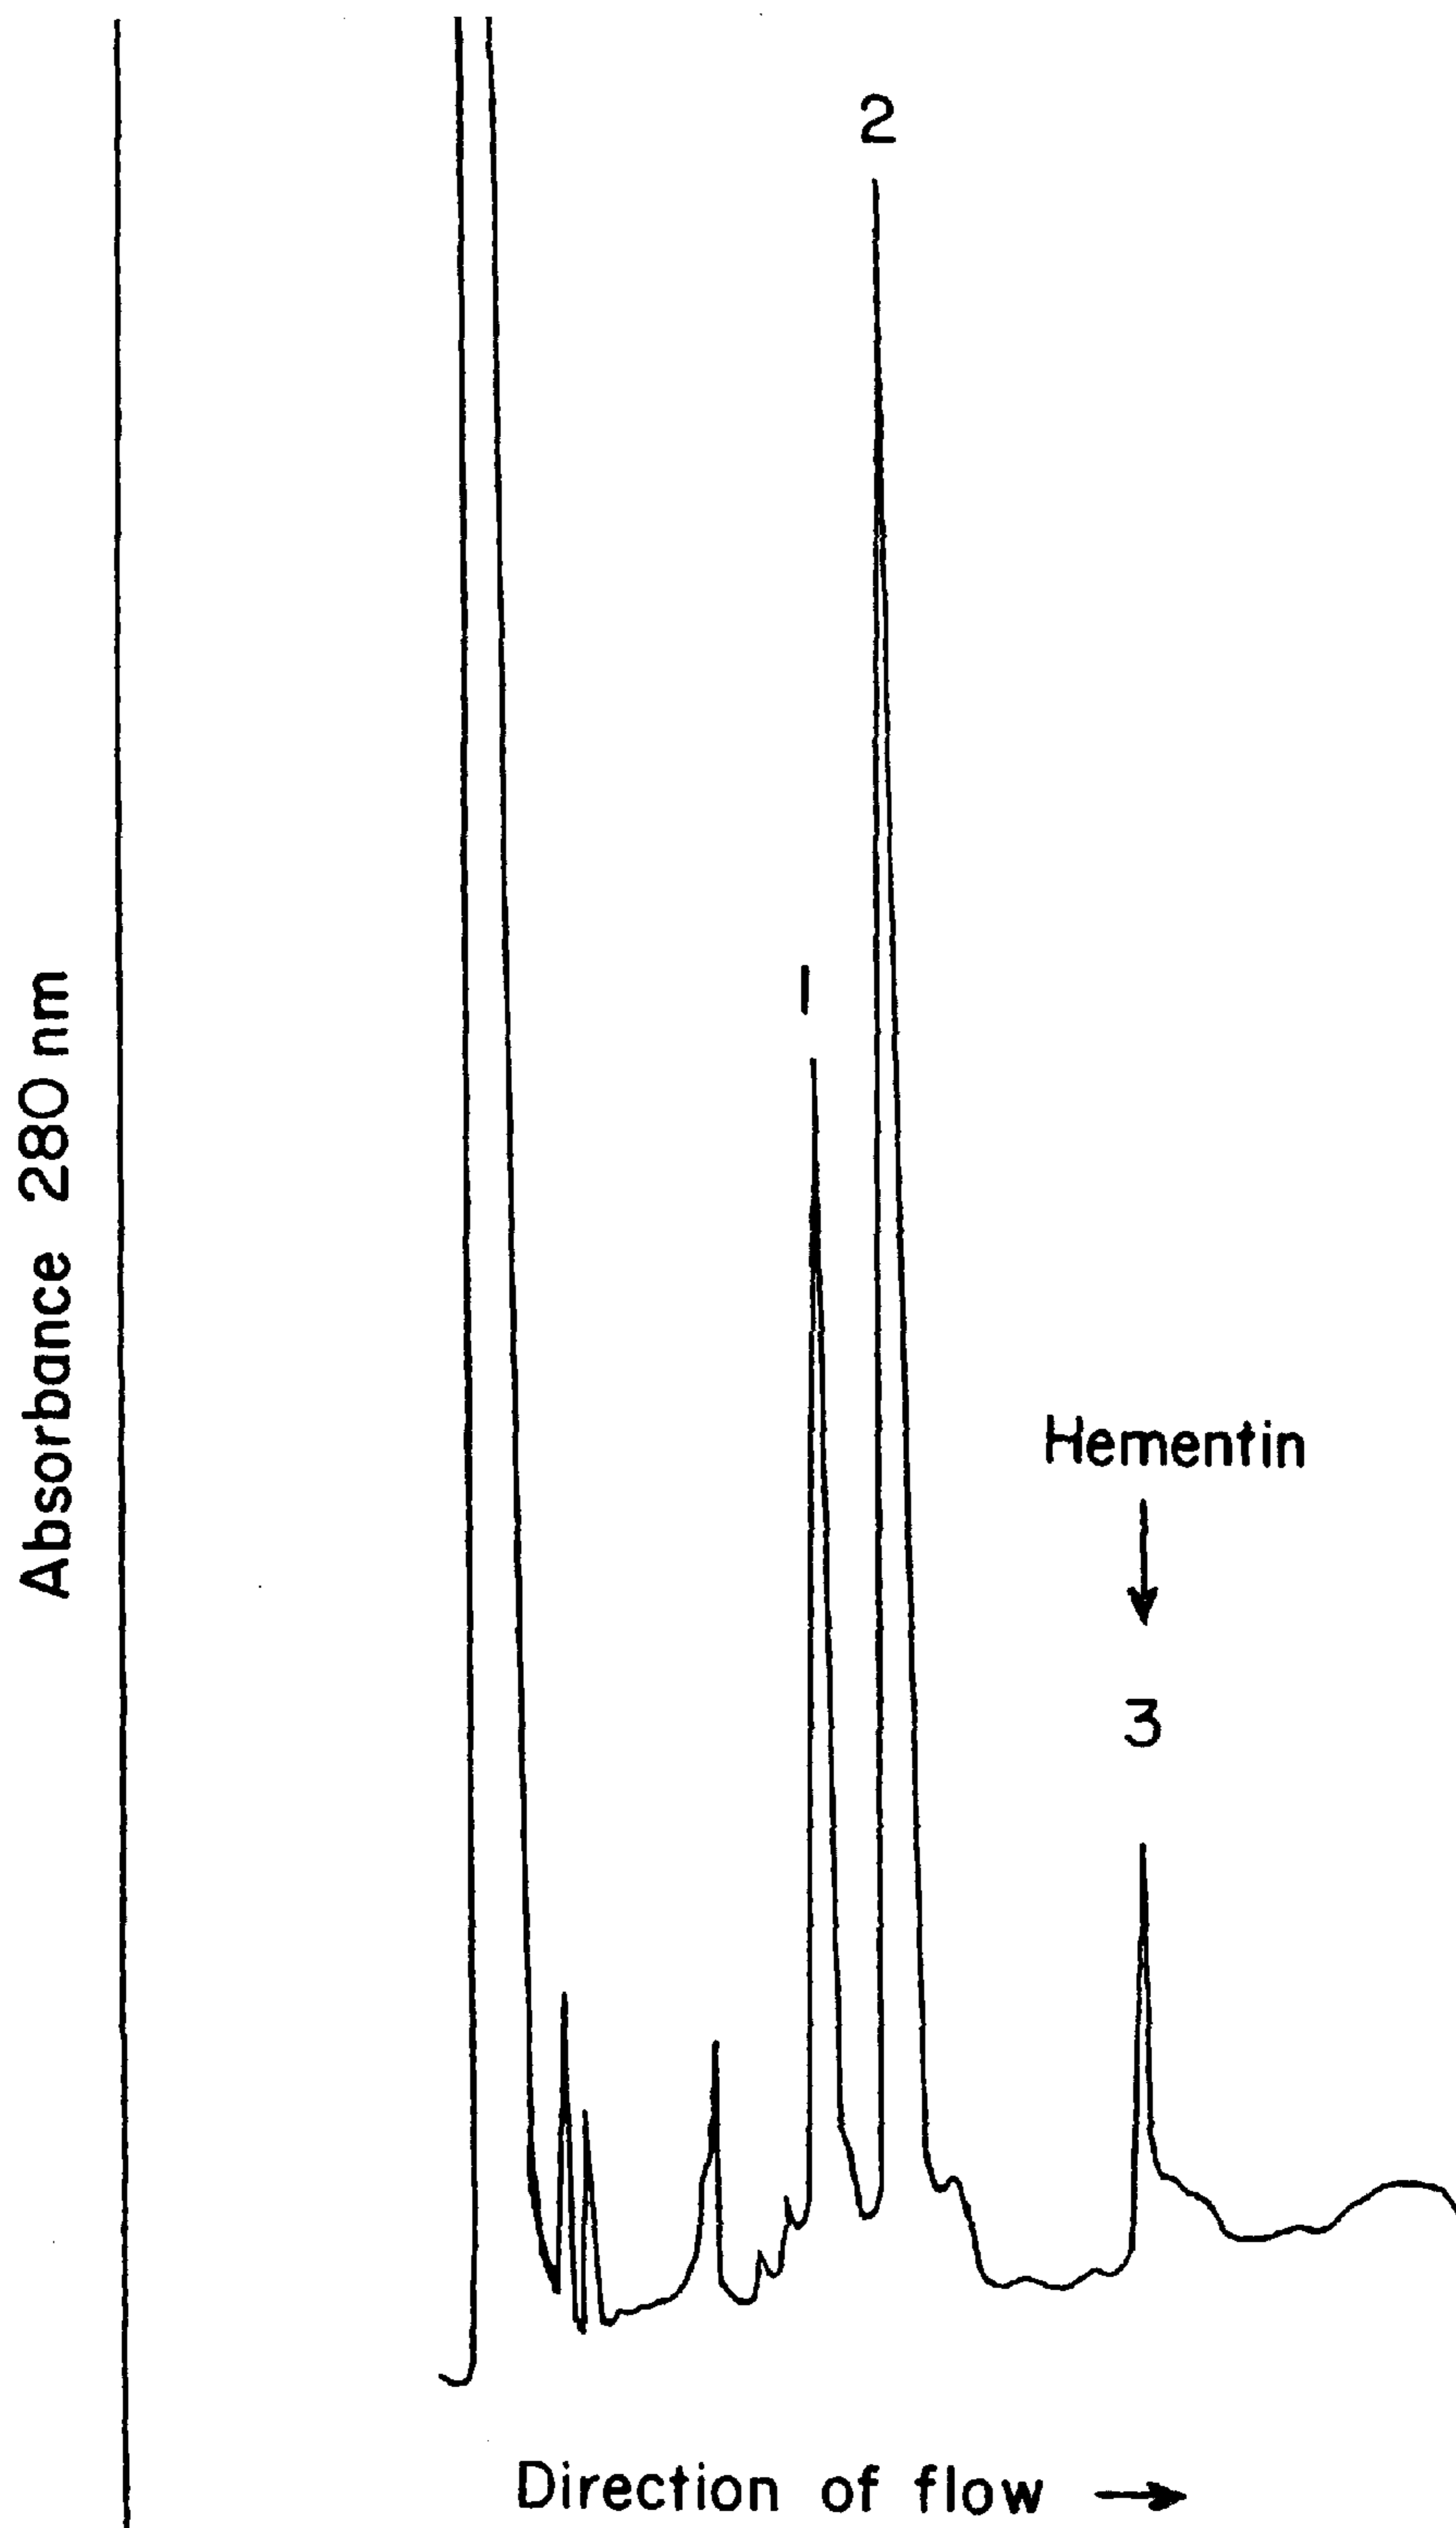 2
1
Absorbance 280 nm
Hementin
3
Direction of flow